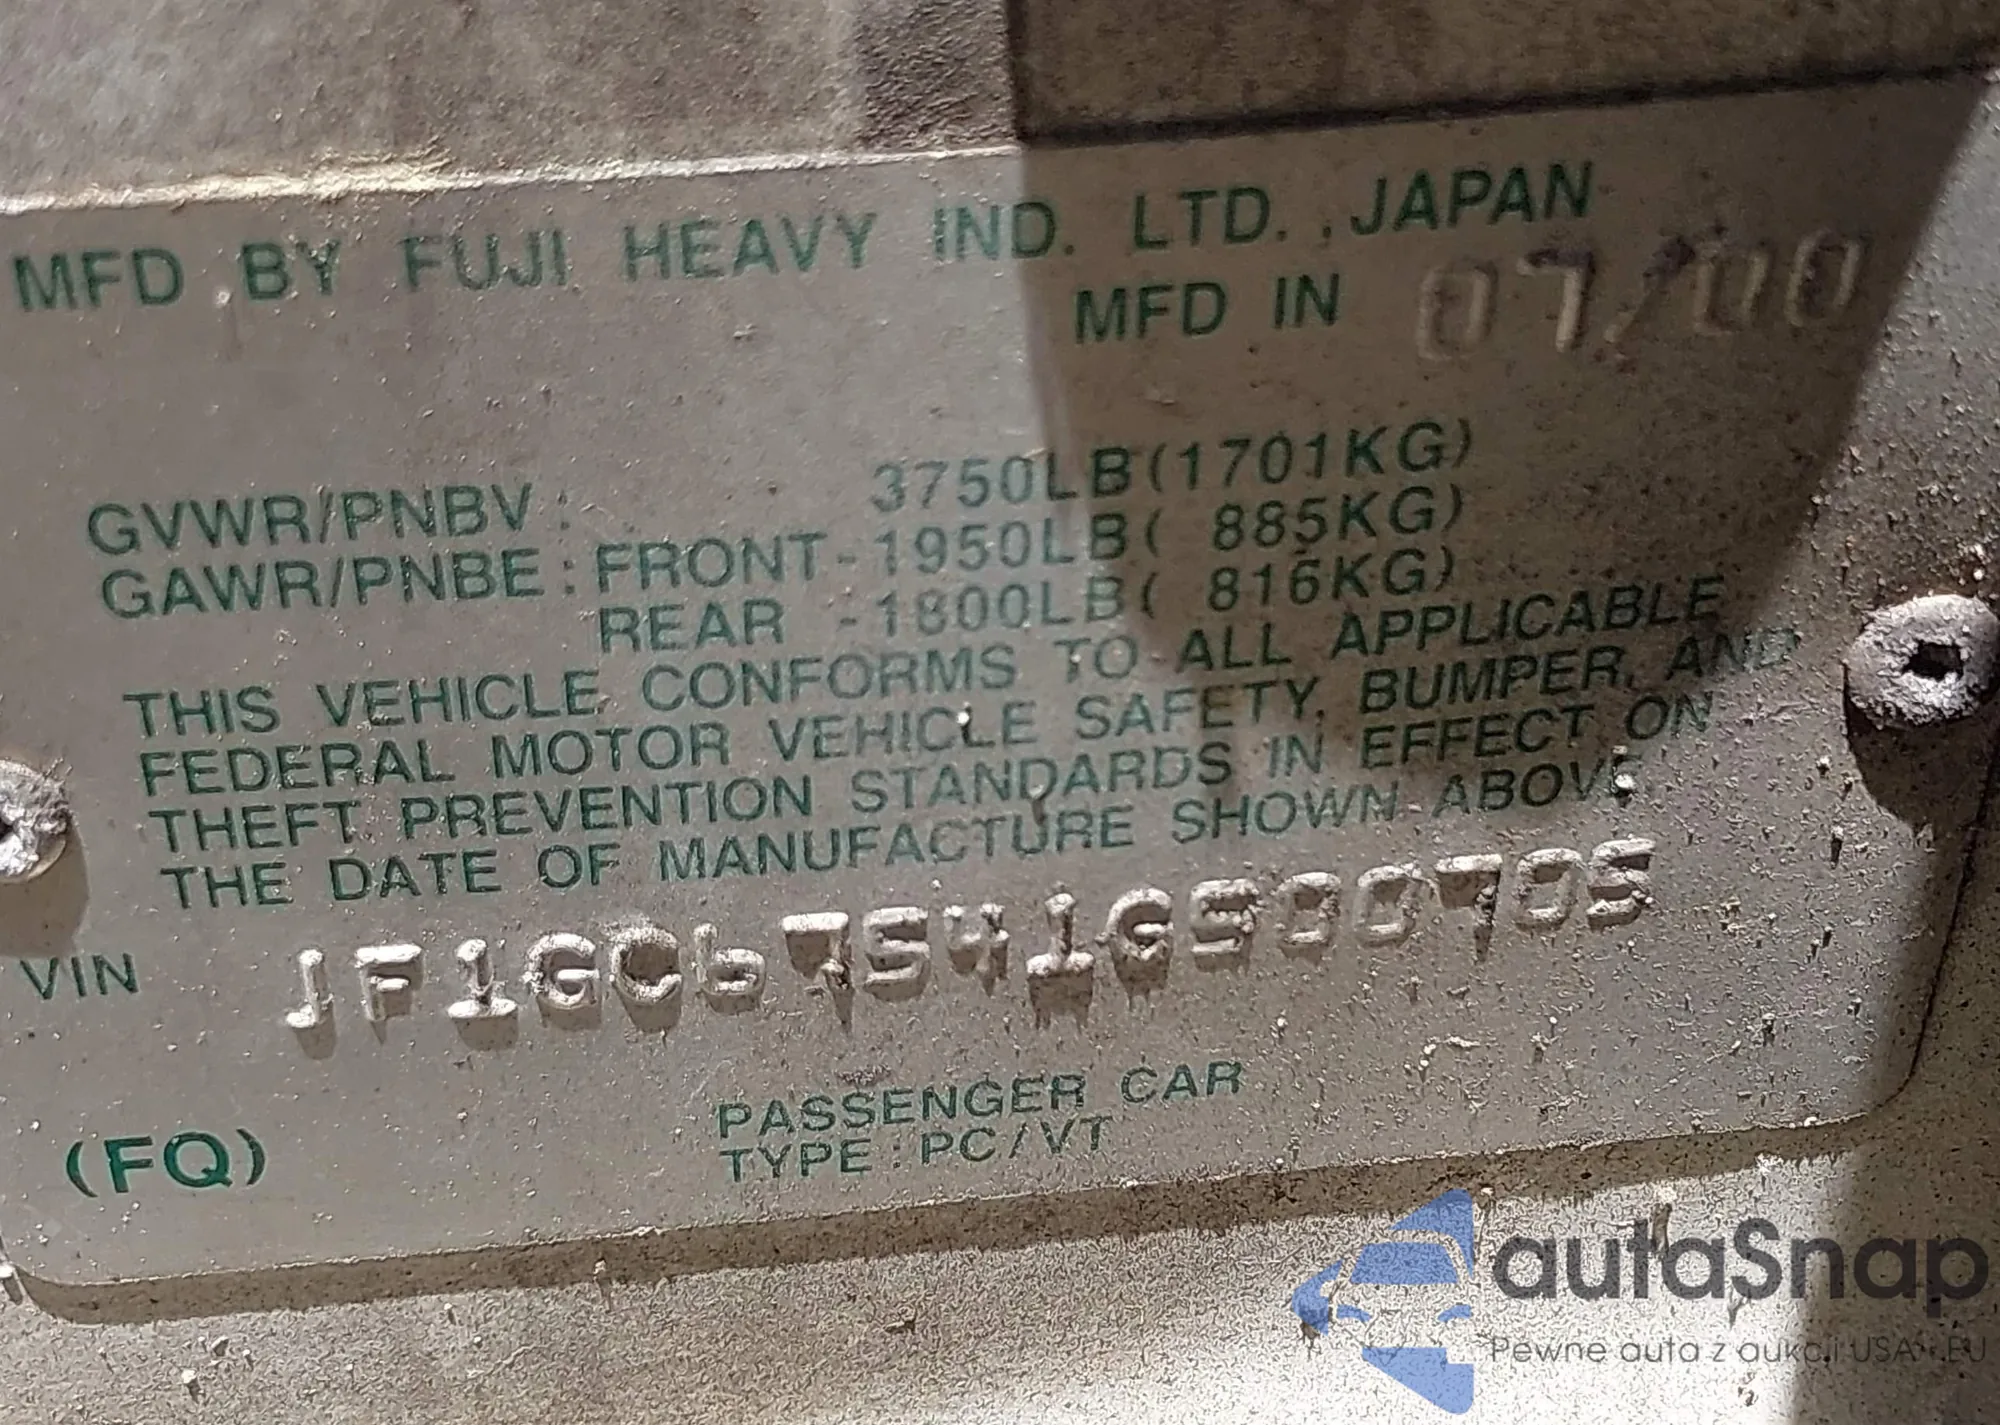 MFD BY FUJI HEAVY IND. LTD., JAPAN
MFD IN 07/00
GVWR/PNBV: 3750LB(1701KG)
GAWR/PNBE: FRONT-1950LB( 885KG)
REAR -1800LB( 816KG)
THIS VEHICLE CONFORMS TO ALL APPLICABLE
FEDERAL MOTOR VEHICLE SAFETY, BUMPER, AND
THEFT PREVENTION STANDARDS IN EFFECT ON
THE DATE OF MANUFACTURE SHOWN ABOVE
VIN JF1GC67541G500705
(FQ)
PASSENGER CAR
TYPE: PC/VT
autaSnap
Pewne auta z aukcji USA i EU